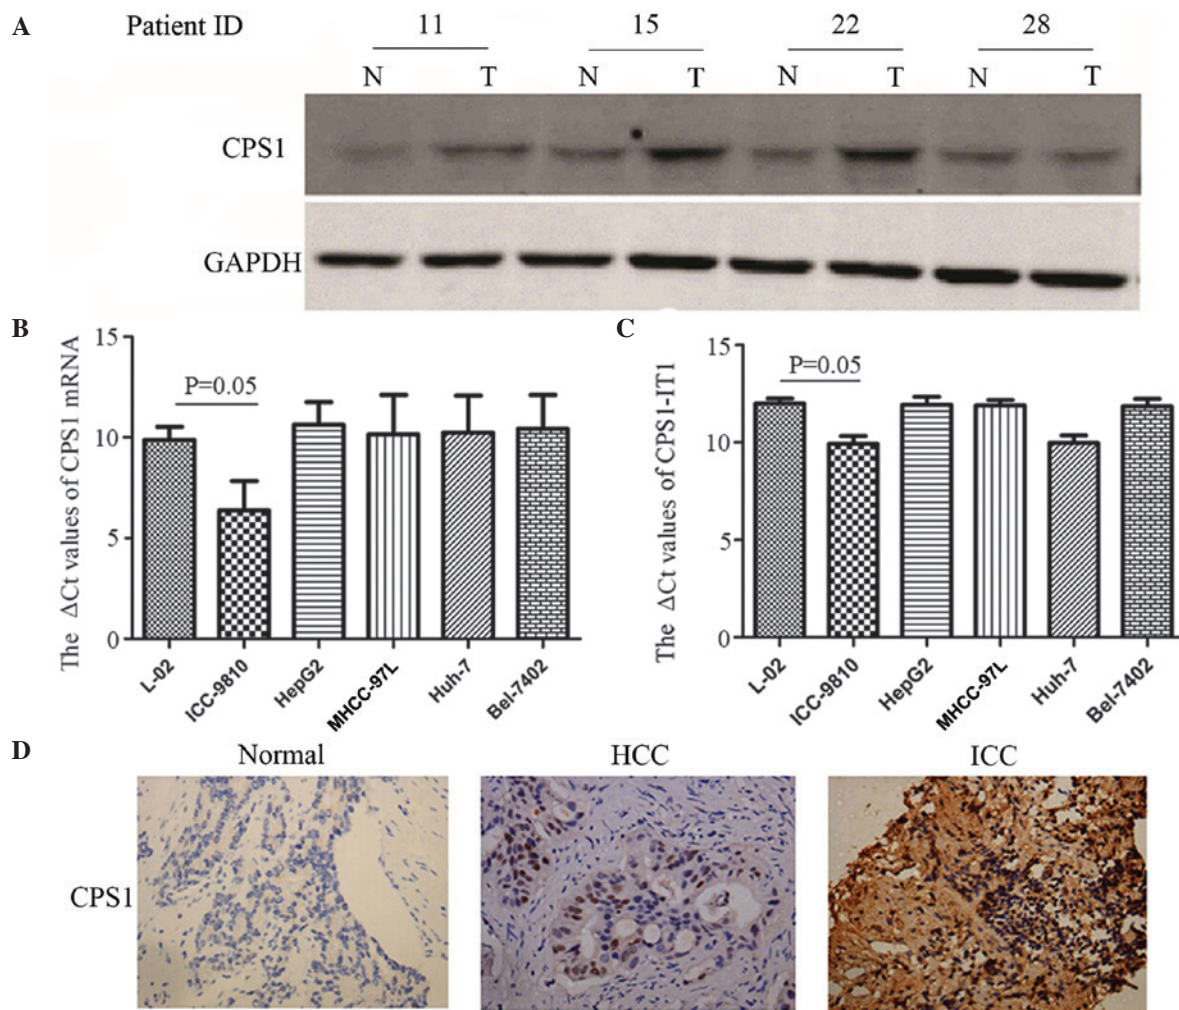 A Patient ID 11 15 22 28
N T N T N T N T
CPS1
GAPDH
B
The ΔCt values of CPS1 mRNA
15
10
5
0
P=0.05
L-02
ICC-9810
HepG2
MHCC-97L
Huh-7
Bel-7402
C
The ΔCt values of CPS1-IT1
15
10
5
0
P=0.05
L-02
ICC-9810
HepG2
MHCC-97L
Huh-7
Bel-7402
D
Normal HCC ICC
CPS1